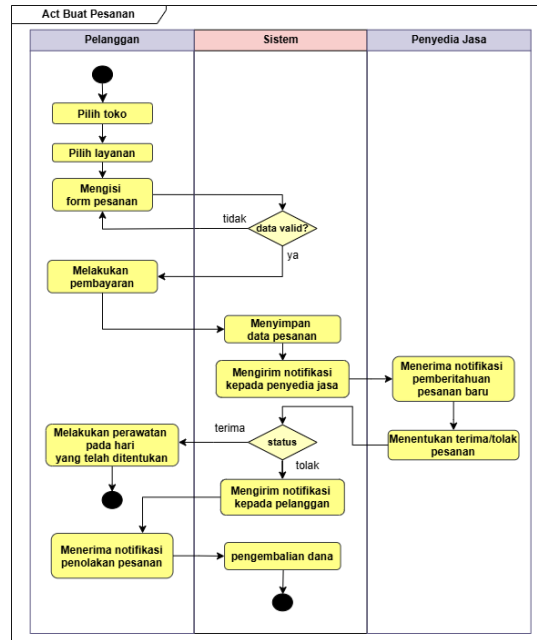 Act Buat Pesanan
Pelanggan
Sistem
Penyedia Jasa
Pilih toko
Pilih layanan
Mengisi
form pesanan
tidak
data valid?
ya
Melakukan
pembayaran
Menyimpan
data pesanan
Mengirim notifikasi
kepada penyedia jasa
Menerima notifikasi
pemberitahuan
pesanan baru
Menentukan terima/tolak
pesanan
status
terima
tolak
Melakukan perawatan
pada hari
yang telah ditentukan
Mengirim notifikasi
kepada pelanggan
Menerima notifikasi
penolakan pesanan
pengembalian dana